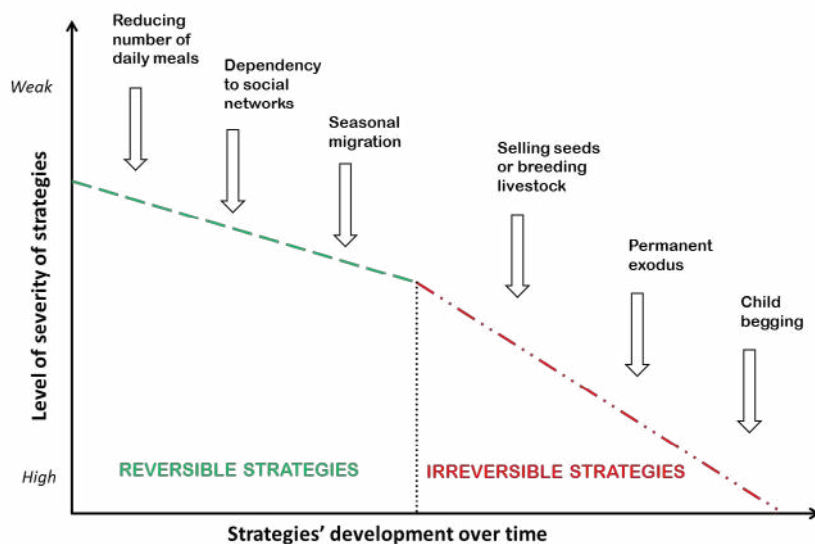 Reducing
number of
daily meals
Dependency
to social
networks
Seasonal
migration
Selling seeds
or breeding
livestock
Permanent
exodus
Child
begging
Weak
Level of severity of strategies
High
REVERSIBLE STRATEGIES
IRREVERSIBLE STRATEGIES
Strategies' development over time